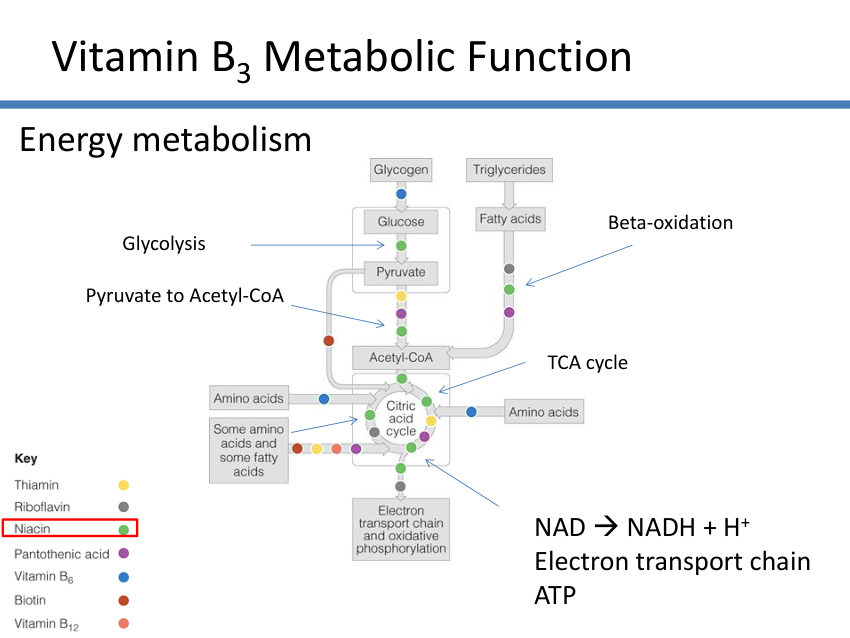 Vitamin B₃ Metabolic Function
Energy metabolism
Glycogen
Triglycerides
Glucose
Fatty acids
Beta-oxidation
Glycolysis
Pyruvate
Pyruvate to Acetyl-CoA
Acetyl-CoA
TCA cycle
Amino acids
Citric
acid
cycle
Amino acids
Some amino
acids and
some fatty
acids
Key
Thiamin
Riboflavin
Niacin
Pantothenic acid
Vitamin B₆
Biotin
Vitamin B₁₂
Electron
transport chain
and oxidative
phosphorylation
NAD → NADH + H⁺
Electron transport chain
ATP